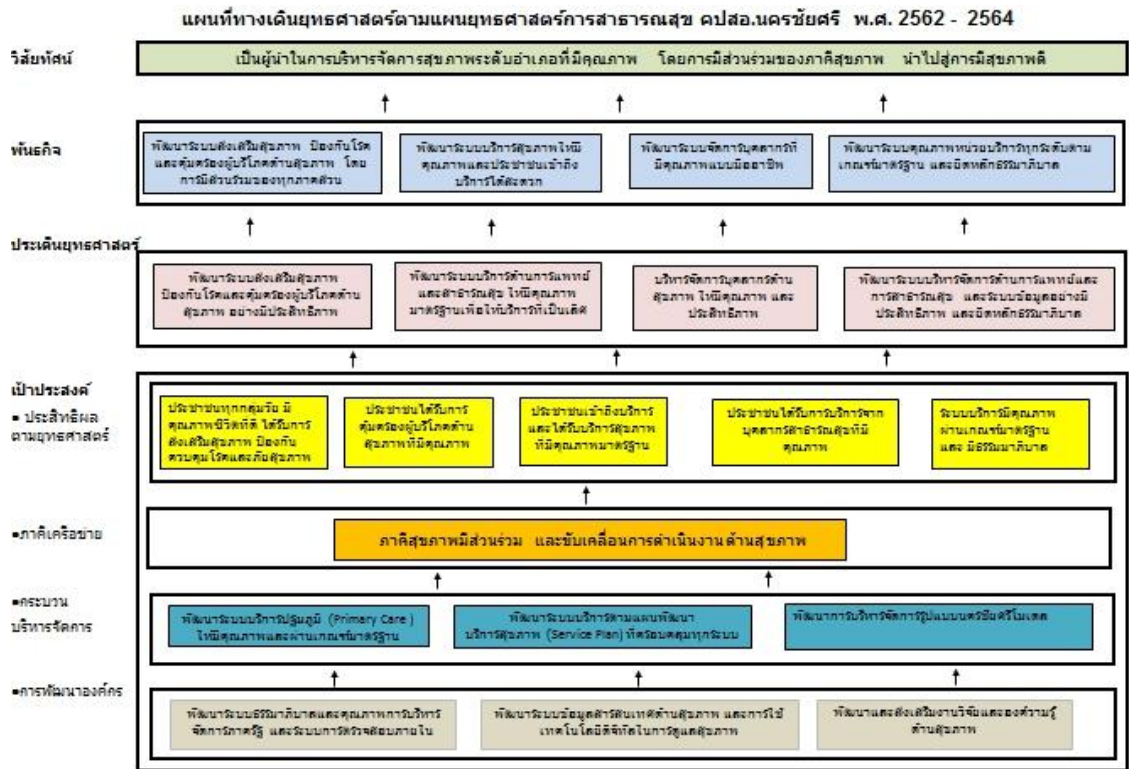 แผนที่ทางเดินยุทธศาสตร์ตามแผนยุทธศาสตร์การสาธารณสุข คปสอ.นครชัยศรี พ.ศ. 2562 - 2564
วิสัยทัศน์
เป็นผู้นำในการบริหารจัดการสุขภาพระดับอำเภอที่มีคุณภาพ โดยการมีส่วนร่วมของภาคีสุขภาพ นำไปสู่การมีสุขภาพดี
พันธกิจ
พัฒนาระบบส่งเสริมสุขภาพ ป้องกันโรค
และคุ้มครองผู้บริโภคด้านสุขภาพ โดย
การมีส่วนร่วมของทุกภาคส่วน
พัฒนาระบบบริการสุขภาพให้มี
คุณภาพและประชาชนเข้าถึง
บริการได้สะดวก
พัฒนาระบบจัดการบุคลากรที่
มีคุณภาพแบบมืออาชีพ
พัฒนาระบบคุณภาพหน่วยบริการทุกระดับตาม
เกณฑ์มาตรฐาน และยึดหลักธรรมาภิบาล
ประเด็นยุทธศาสตร์
พัฒนาระบบส่งเสริมสุขภาพ
ป้องกันโรคและคุ้มครองผู้บริโภคด้าน
สุขภาพ อย่างมีประสิทธิภาพ
พัฒนาระบบบริการด้านการแพทย์
และสาธารณสุข ให้มีคุณภาพ
มาตรฐานเพื่อให้บริการที่เป็นเลิศ
บริหารจัดการบุคลากรด้าน
สุขภาพ ให้มีคุณภาพ และ
ประสิทธิภาพ
พัฒนาระบบบริหารจัดการด้านการแพทย์และ
การสาธารณสุข และระบบข้อมูลอย่างมี
ประสิทธิภาพ และยึดหลักธรรมาภิบาล
เป้าประสงค์
▪ ประสิทธิผล
ตามยุทธศาสตร์
ประชาชนทุกกลุ่มวัย มี
คุณภาพชีวิตที่ดี ได้รับการ
ส่งเสริมสุขภาพ ป้องกัน
ควบคุมโรคและภัยสุขภาพ
ประชาชนได้รับการ
คุ้มครองผู้บริโภคด้าน
สุขภาพที่มีคุณภาพ
ประชาชนเข้าถึงบริการ
และได้รับบริการสุขภาพ
ที่มีคุณภาพมาตรฐาน
ประชาชนได้รับการบริการจาก
บุคลากรสาธารณสุขที่มี
คุณภาพ
ระบบบริการมีคุณภาพ
ผ่านเกณฑ์มาตรฐาน
และ มีธรรมมาภิบาล
▪ภาคีเครือข่าย
ภาคีสุขภาพมีส่วนร่วม และขับเคลื่อนการดำเนินงานด้านสุขภาพ
▪กระบวน
บริหารจัดการ
พัฒนาระบบบริการปฐมภูมิ (Primary Care )
ให้มีคุณภาพและผ่านเกณฑ์มาตรฐาน
พัฒนาระบบบริการตามแผนพัฒนา
บริการสุขภาพ (Service Plan) ที่ครอบคลุมทุกระบบ
พัฒนาการบริหารจัดการรูปแบบนครชัยศรีโมเดล
▪การพัฒนาองค์กร
พัฒนาระบบธรรมาภิบาลและคุณภาพการบริหาร
จัดการภาครัฐ และระบบการตรวจสอบภายใน
พัฒนาระบบข้อมูลสารสนเทศด้านสุขภาพ และการใช้
เทคโนโลยีดิจิทัลในการดูแลสุขภาพ
พัฒนาและส่งเสริมงานวิจัยและองค์ความรู้
ด้านสุขภาพ